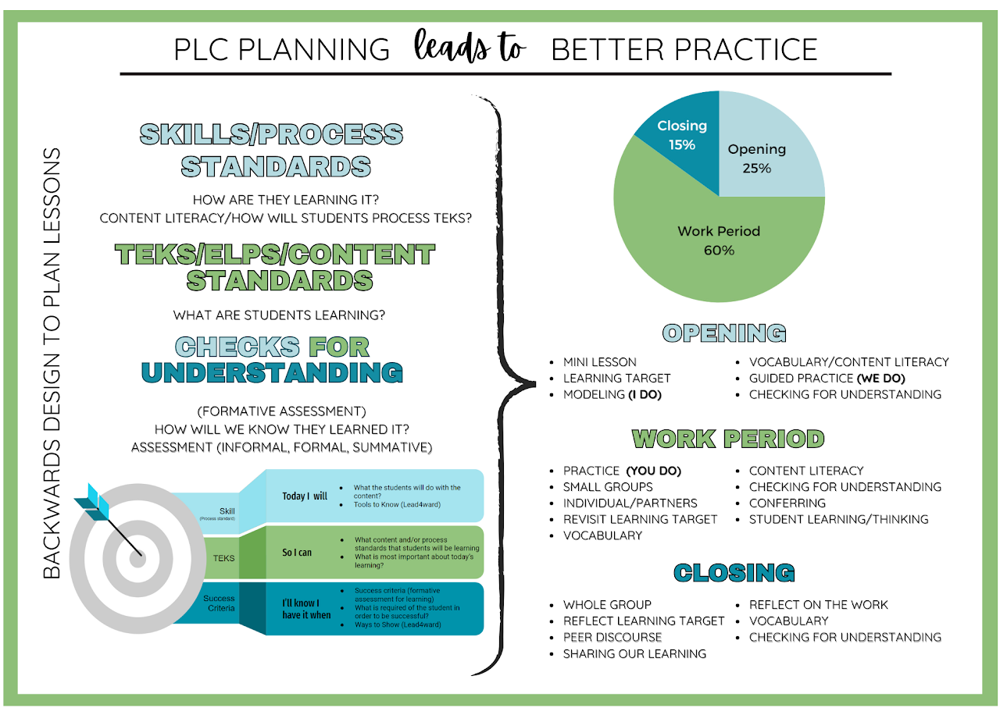 PLC PLANNING leads to BETTER PRACTICE
BACKWARDS DESIGN TO PLAN LESSONS
SKILLS/PROCESS
STANDARDS
HOW ARE THEY LEARNING IT?
CONTENT LITERACY/HOW WILL STUDENTS PROCESS TEKS?
TEKS/ELPS/CONTENT
STANDARDS
WHAT ARE STUDENTS LEARNING?
CHECKS FOR
UNDERSTANDING
(FORMATIVE ASSESSMENT)
HOW WILL WE KNOW THEY LEARNED IT?
ASSESSMENT (INFORMAL, FORMAL, SUMMATIVE)
Skill
(Process standard)
Today I will
• What the students will do with the
content?
• Tools to Know (Lead4ward)
TEKS
So I can
• What content and/or process
standards that students will be learning
• What is most important about today's
learning?
Success
Criteria
I'll know I
have it when
• Success criteria (formative
assessment for learning)
• What is required of the student in
order to be successful?
• Ways to Show (Lead4ward)
Closing
15%
Opening
25%
Work Period
60%
OPENING
• MINI LESSON
• LEARNING TARGET
• MODELING (I DO)
• VOCABULARY/CONTENT LITERACY
• GUIDED PRACTICE (WE DO)
• CHECKING FOR UNDERSTANDING
WORK PERIOD
• PRACTICE (YOU DO)
• SMALL GROUPS
• INDIVIDUAL/PARTNERS
• REVISIT LEARNING TARGET
• VOCABULARY
• CONTENT LITERACY
• CHECKING FOR UNDERSTANDING
• CONFERRING
• STUDENT LEARNING/THINKING
CLOSING
• WHOLE GROUP
• REFLECT LEARNING TARGET
• PEER DISCOURSE
• SHARING OUR LEARNING
• REFLECT ON THE WORK
• VOCABULARY
• CHECKING FOR UNDERSTANDING